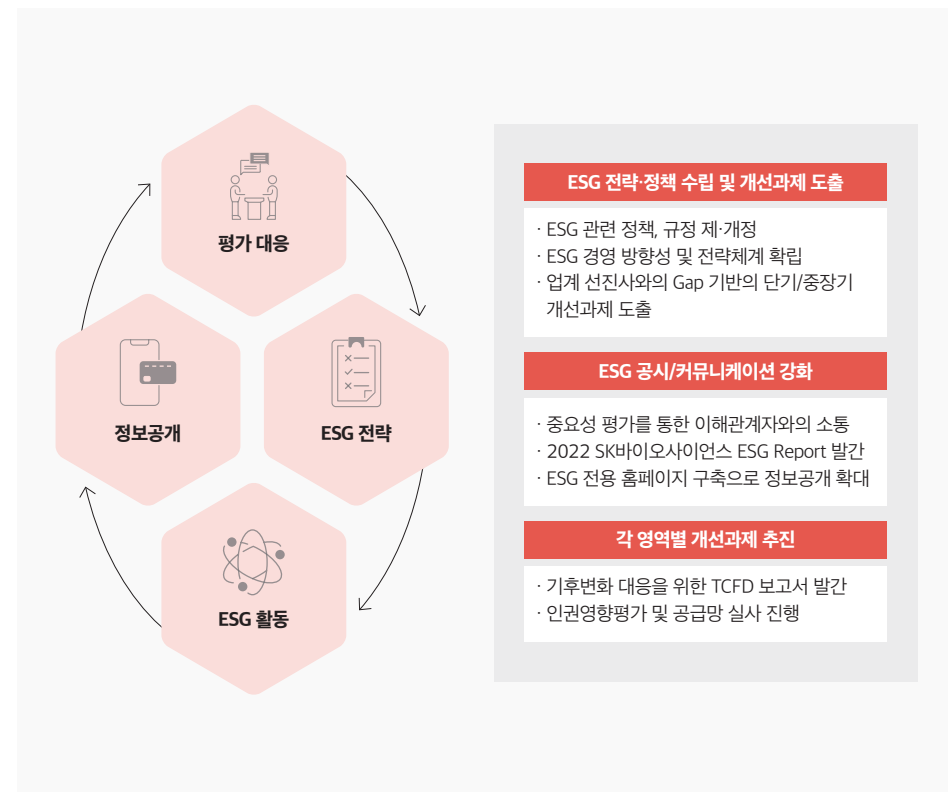 평가 대응
정보공개
ESG 전략
ESG 활동
ESG 전략·정책 수립 및 개선과제 도출
· ESG 관련 정책, 규정 제·개정
· ESG 경영 방향성 및 전략체계 확립
· 업계 선진사와의 Gap 기반의 단기/중장기
개선과제 도출
ESG 공시/커뮤니케이션 강화
· 중요성 평가를 통한 이해관계자와의 소통
· 2022 SK바이오사이언스 ESG Report 발간
· ESG 전용 홈페이지 구축으로 정보공개 확대
각 영역별 개선과제 추진
· 기후변화 대응을 위한 TCFD 보고서 발간
· 인권영향평가 및 공급망 실사 진행